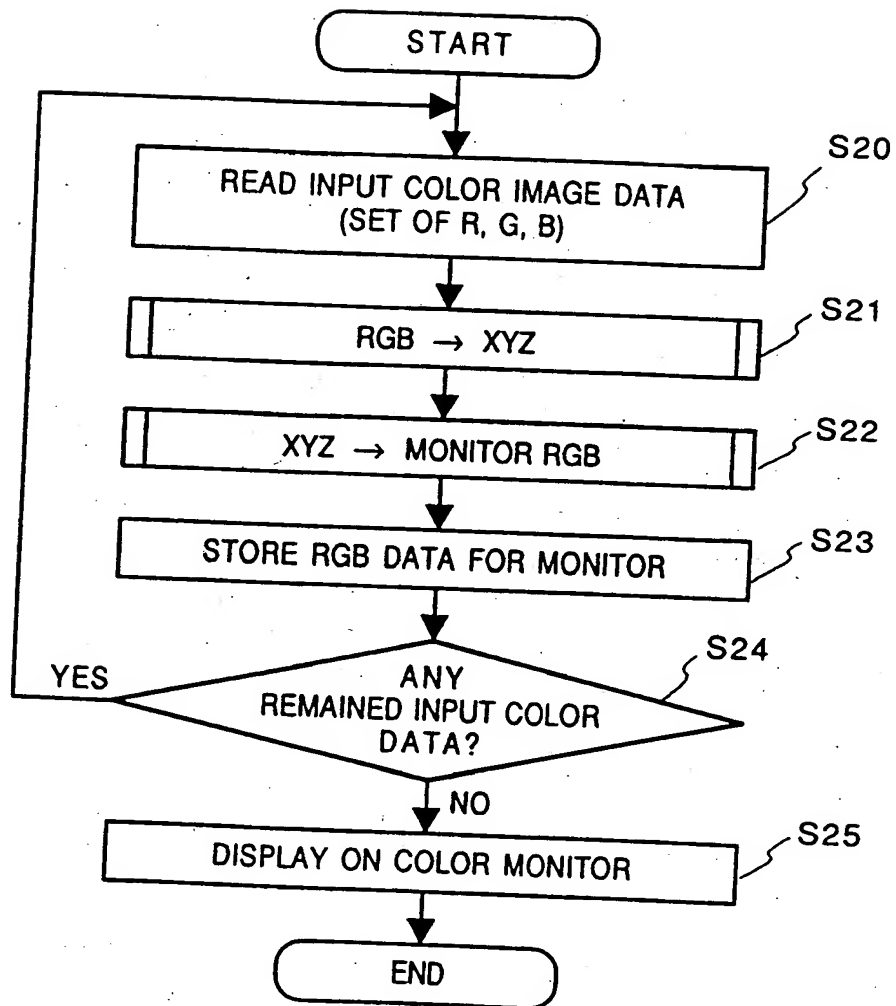 START
S20
READ INPUT COLOR IMAGE DATA
(SET OF R, G, B)
S21
RGB → XYZ
S22
XYZ → MONITOR RGB
S23
STORE RGB DATA FOR MONITOR
S24
YES
ANY
REMAINED INPUT COLOR
DATA?
NO
S25
DISPLAY ON COLOR MONITOR
END